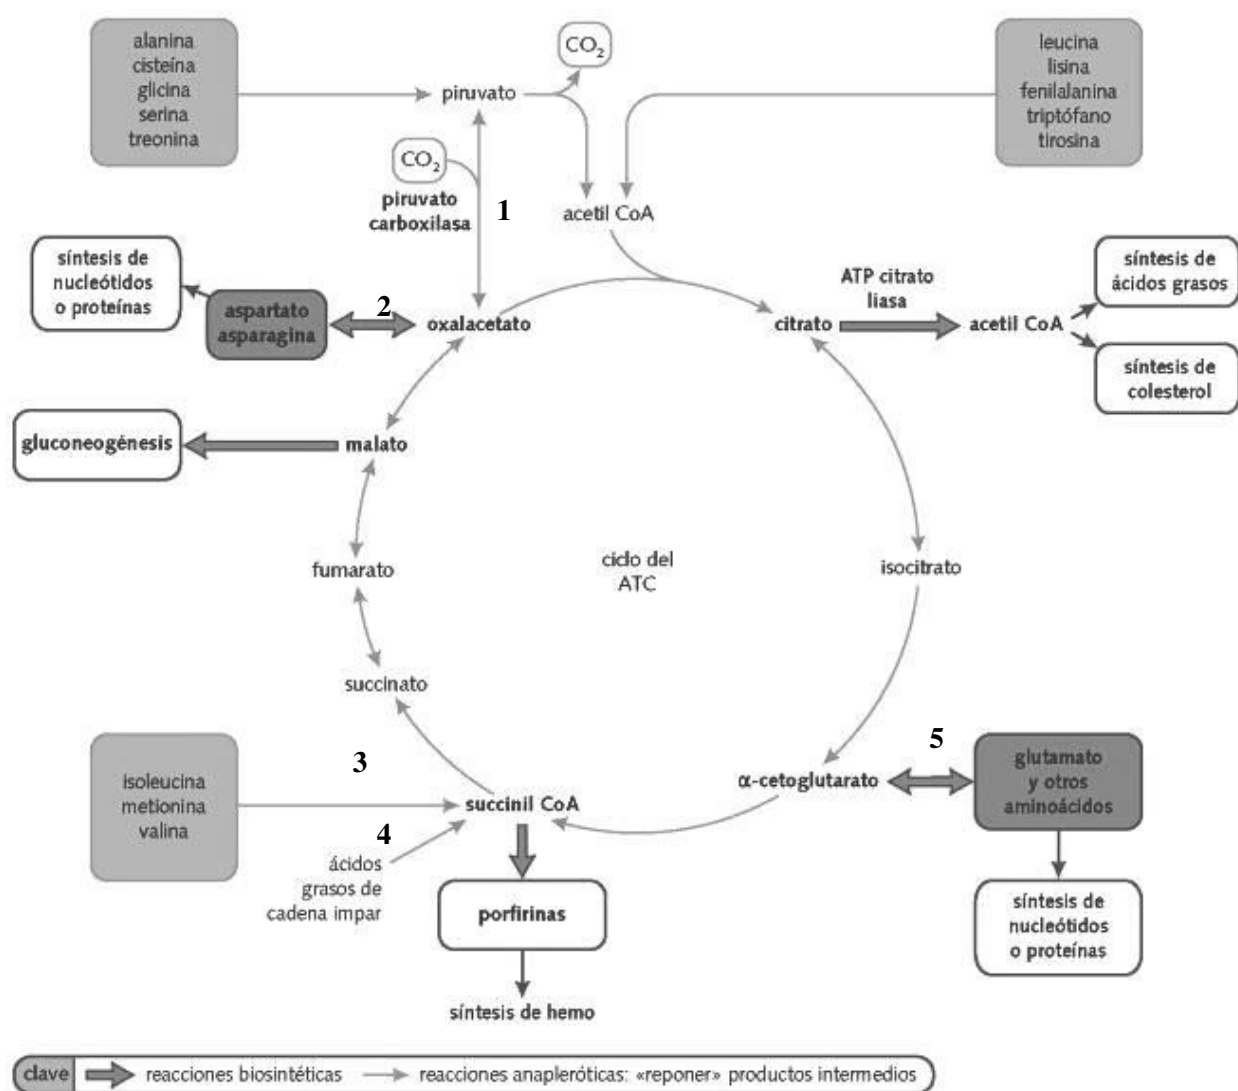 alanina
cisteína
glicina
serina
treonina
piruvato
CO₂
leucina
lisina
fenilalanina
triptófano
tirosina
CO₂
piruvato
carboxilasa
1
acetil CoA
síntesis de
nucleótidos
o proteínas
aspartato
asparagina
2
oxalacetato
citrato
ATP citrato
liasa
acetil CoA
síntesis de
ácidos grasos
síntesis de
colesterol
gluconeogénesis
malato
fumarato
ciclo del
ATC
isocitrato
succinato
isoleucina
metionina
valina
3
succinil CoA
4
ácidos
grasos de
cadena impar
α-cetoglutarato
5
glutamato
y otros
aminoácidos
porfirinas
síntesis de
nucleótidos
o proteínas
síntesis de hemo
clave
reacciones biosintéticas
reacciones anapleróticas: «reponer» productos intermedios